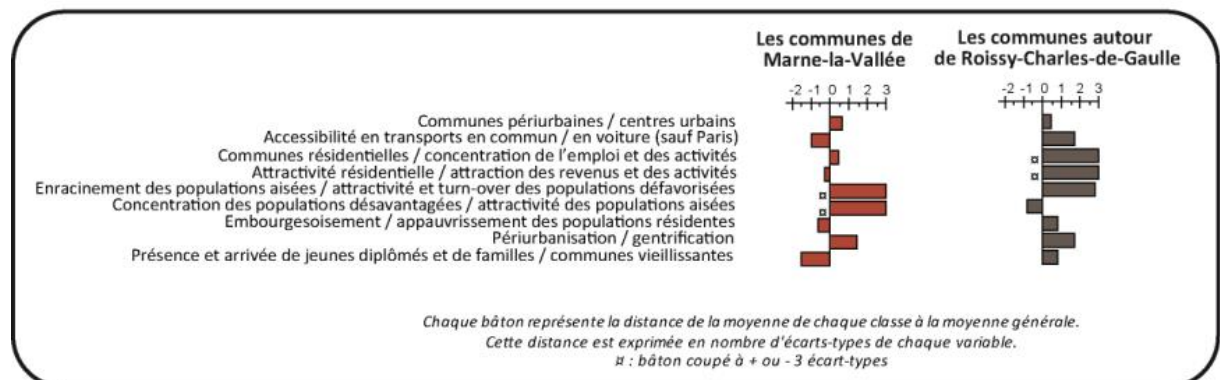 Les communes de
Marne-la-Vallée
Les communes autour
de Roissy-Charles-de-Gaulle
-2 -1 0 1 2 3
-2 -1 0 1 2 3
Communes périurbaines / centres urbains
Accessibilité en transports en commun / en voiture (sauf Paris)
Communes résidentielles / concentration de l'emploi et des activités
Attractivité résidentielle / attraction des revenus et des activités
Enracinement des populations aisées / attractivité et turn-over des populations défavorisées
Concentration des populations désavantagées / attractivité des populations aisées
Embourgeoisement / appauvrissement des populations résidentes
Périurbanisation / gentrification
Présence et arrivée de jeunes diplômés et de familles / communes vieillissantes
Chaque bâton représente la distance de la moyenne de chaque classe à la moyenne générale.
Cette distance est exprimée en nombre d'écarts-types de chaque variable.
¤ : bâton coupé à + ou - 3 écart-types